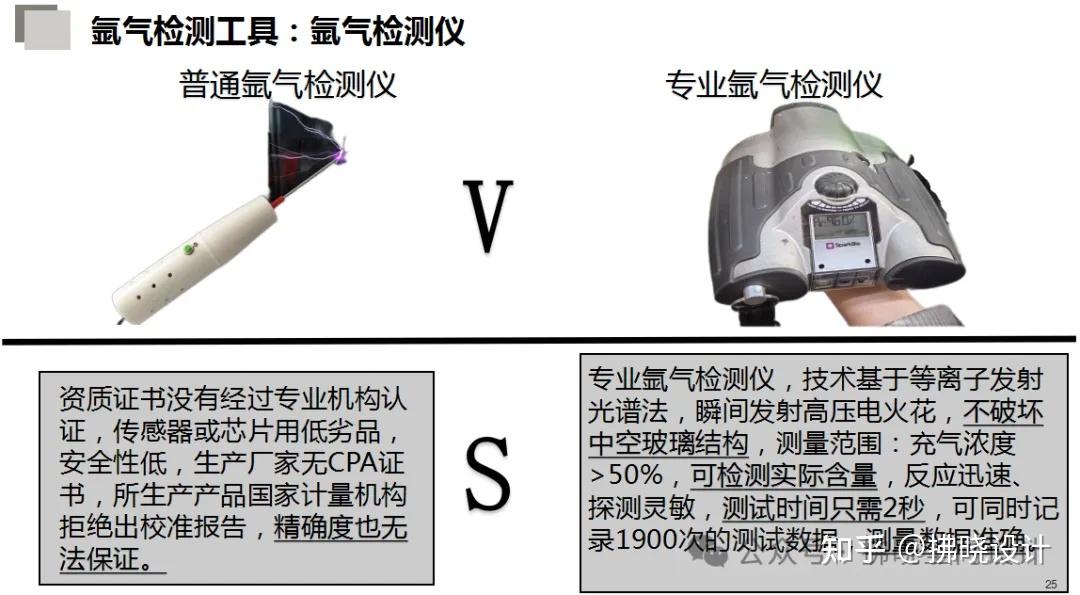 氩气检测工具：氩气检测仪
普通氩气检测仪
专业氩气检测仪
V
S
资质证书没有经过专业机构认
证，传感器或芯片用低劣品，
安全性低，生产厂家无CPA证
书，所生产产品国家计量机构
拒绝出校准报告，精确度也无
法保证。
专业氩气检测仪，技术基于等离子发射
光谱法，瞬间发射高压电火花，不破坏
中空玻璃结构，测量范围：充气浓度
>50%，可检测实际含量，反应迅速、
探测灵敏，测试时间只需2秒，可同时记
录1900次的测试数据，测量数据准确。
知乎 @拂晓设计
公众号
25